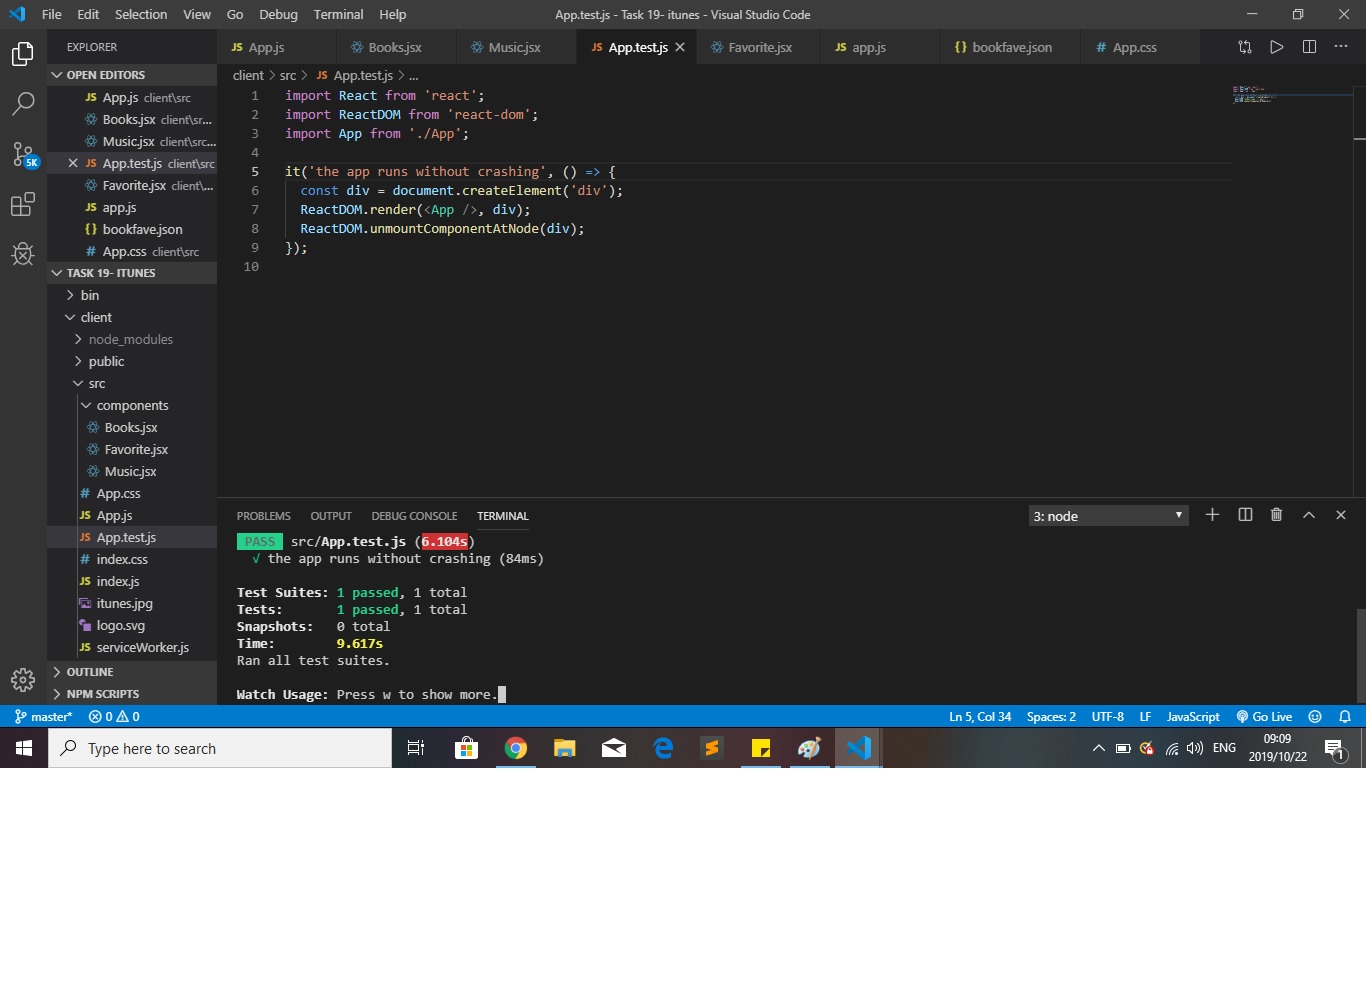 File Edit Selection View Go Debug Terminal Help
App.test.js - Task 19- itunes - Visual Studio Code
EXPLORER
OPEN EDITORS
JS App.js client\src
Books.jsx client\sr...
Music.jsx client\src...
JS App.test.js client\src
Favorite.jsx client\...
JS app.js
{} bookfave.json
# App.css client\src
TASK 19- ITUNES
bin
client
node_modules
public
src
components
Books.jsx
Favorite.jsx
Music.jsx
# App.css
JS App.js
JS App.test.js
# index.css
JS index.js
itunes.jpg
logo.svg
JS serviceWorker.js
OUTLINE
NPM SCRIPTS
5K
JS App.js Books.jsx Music.jsx JS App.test.js Favorite.jsx JS app.js {} bookfave.json # App.css
client > src > JS App.test.js > ...
1 import React from 'react';
2 import ReactDOM from 'react-dom';
3 import App from './App';
4
5 it('the app runs without crashing', () => {
6 const div = document.createElement('div');
7 ReactDOM.render(<App />, div);
8 ReactDOM.unmountComponentAtNode(div);
9 });
10
PROBLEMS OUTPUT DEBUG CONSOLE TERMINAL
3: node
PASS src/App.test.js (6.104s)
√ the app runs without crashing (84ms)
Test Suites: 1 passed, 1 total
Tests: 1 passed, 1 total
Snapshots: 0 total
Time: 9.617s
Ran all test suites.
Watch Usage: Press w to show more.
master* 0 0
Ln 5, Col 34 Spaces: 2 UTF-8 LF JavaScript Go Live
Type here to search
ENG
09:09
2019/10/22
1